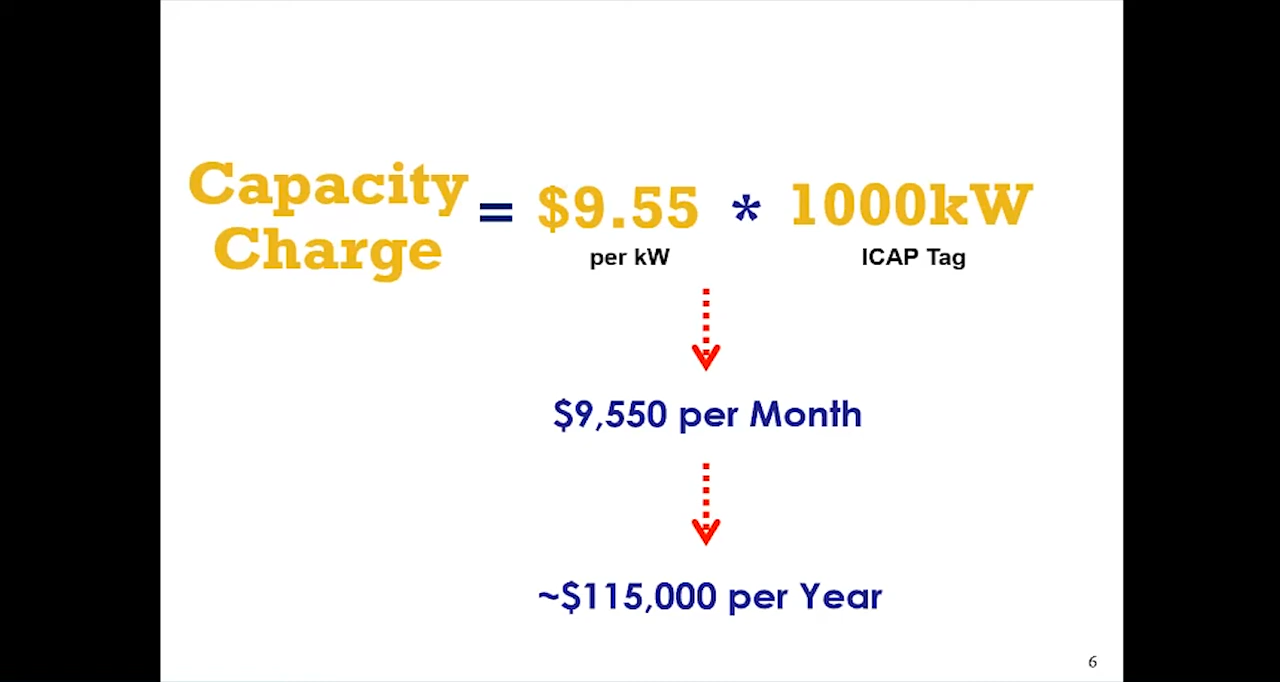 Capacity
Charge
= $9.55 * 1000kW
per kW
ICAP Tag
$9,550 per Month
~$115,000 per Year
6